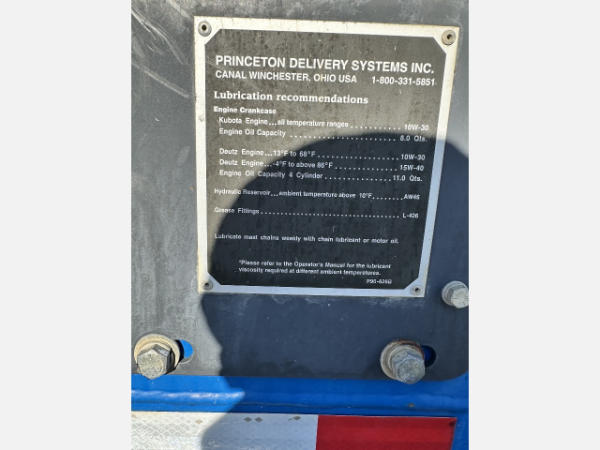 PRINCETON DELIVERY SYSTEMS INC.
CANAL WINCHESTER, OHIO USA 1-800-331-5851
Lubrication recommendations
Engine Crankcase
Kubota Engine...all temperature ranges...........10W-30
Engine Oil Capacity...........................8.0 Qts.
Deutz Engine...13°F to 68°F.....................10W-30
Deutz Engine...-4°F to above 86°F................15W-40
Engine Oil Capacity 4 Cylinder.................11.0 Qts.
Hydraulic Reservoir...ambient temperature above 10°F........AW46
Grease Fittings....................................
Lubricate mast chains weekly with chain lubricant or motor oil.
*Please refer to the Operator's Manual for the lubricant
viscosity required at different ambient temperatures.